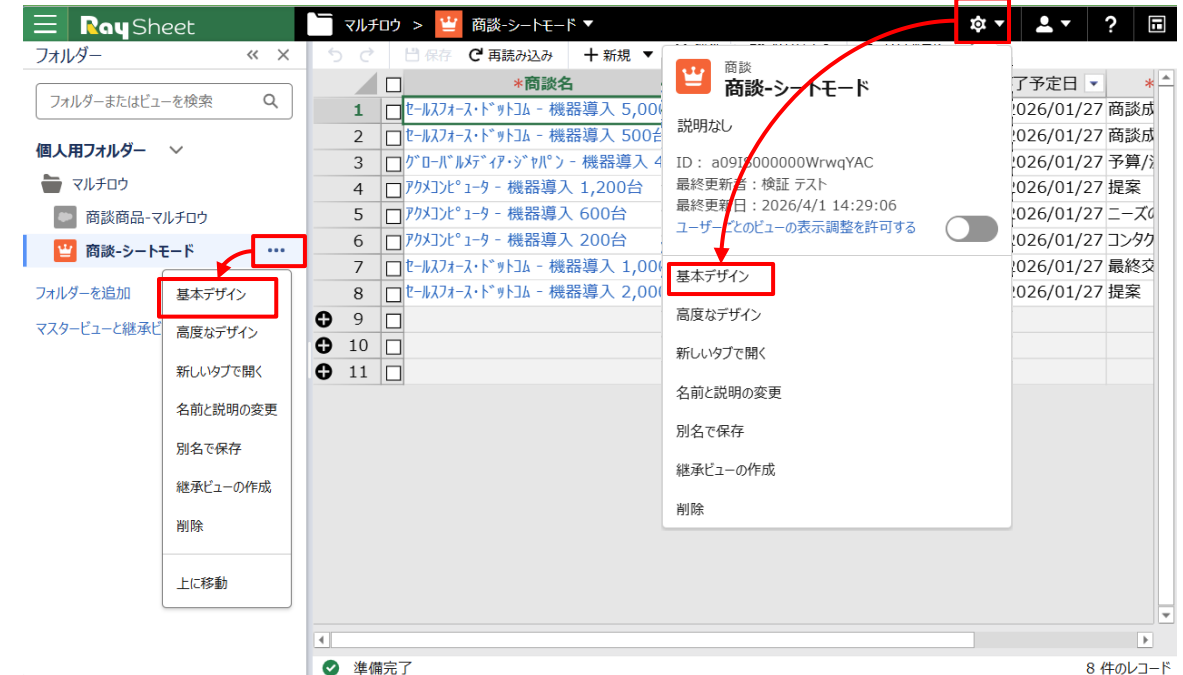 RaySheet
マルチロウ > 商談-シートモード
?
フォルダー
保存 再読み込み 新規
フォルダーまたはビューを検索
個人用フォルダー
マルチロウ
商談商品-マルチロウ
商談-シートモード
フォルダーを追加
マスタービューと継承ビ
基本デザイン
高度なデザイン
新しいタブで開く
名前と説明の変更
別名で保存
継承ビューの作成
削除
上に移動
*商談名
了予定日
*
1 セールスフォース・ドットコム - 機器導入 5,00
2026/01/27 商談成
2 セールスフォース・ドットコム - 機器導入 500台
2026/01/27 商談成
3 グローバルメディア・ジャパン - 機器導入 4
2026/01/27 予算/
4 アクメコンピュータ - 機器導入 1,200台
2026/01/27 提案
5 アクメコンピュータ - 機器導入 600台
2026/01/27 ニーズの
6 アクメコンピュータ - 機器導入 200台
2026/01/27 コンタク
7 セールスフォース・ドットコム - 機器導入 1,00
2026/01/27 最終交
8 セールスフォース・ドットコム - 機器導入 2,00
2026/01/27 提案
9
10
11
商談
商談-シートモード
説明なし
ID： a09IS000000WrwqYAC
最終更新者：検証 テスト
最終更新日：2026/4/1 14:29:06
ユーザーごとのビューの表示調整を許可する
基本デザイン
高度なデザイン
新しいタブで開く
名前と説明の変更
別名で保存
継承ビューの作成
削除
準備完了
8 件のレコード